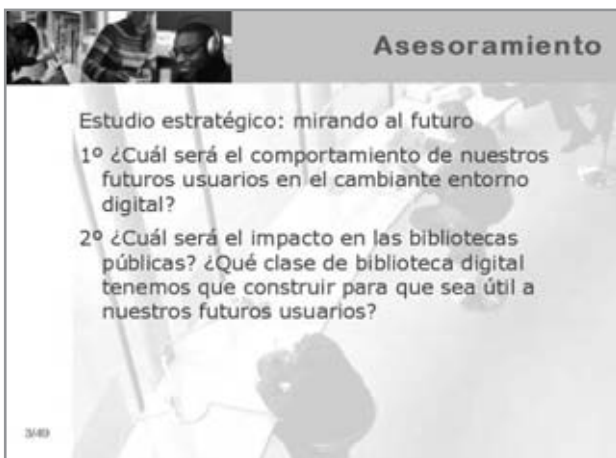 Asesoramiento
Estudio estratégico: mirando al futuro
1º ¿Cuál será el comportamiento de nuestros
futuros usuarios en el cambiante entorno
digital?
2º ¿Cuál será el impacto en las bibliotecas
públicas? ¿Qué clase de biblioteca digital
tenemos que construir para que sea útil a
nuestros futuros usuarios?
3/49